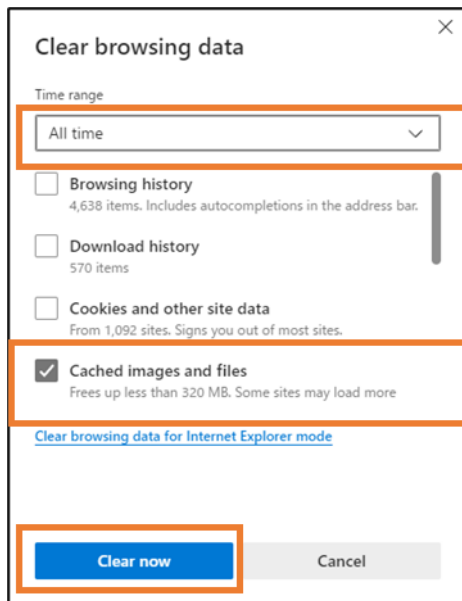 Clear browsing data
Time range
All time
Browsing history
4,638 items. Includes autocompletions in the address bar.
Download history
570 items
Cookies and other site data
From 1,092 sites. Signs you out of most sites.
Cached images and files
Frees up less than 320 MB. Some sites may load more
Clear browsing data for Internet Explorer mode
Clear now
Cancel